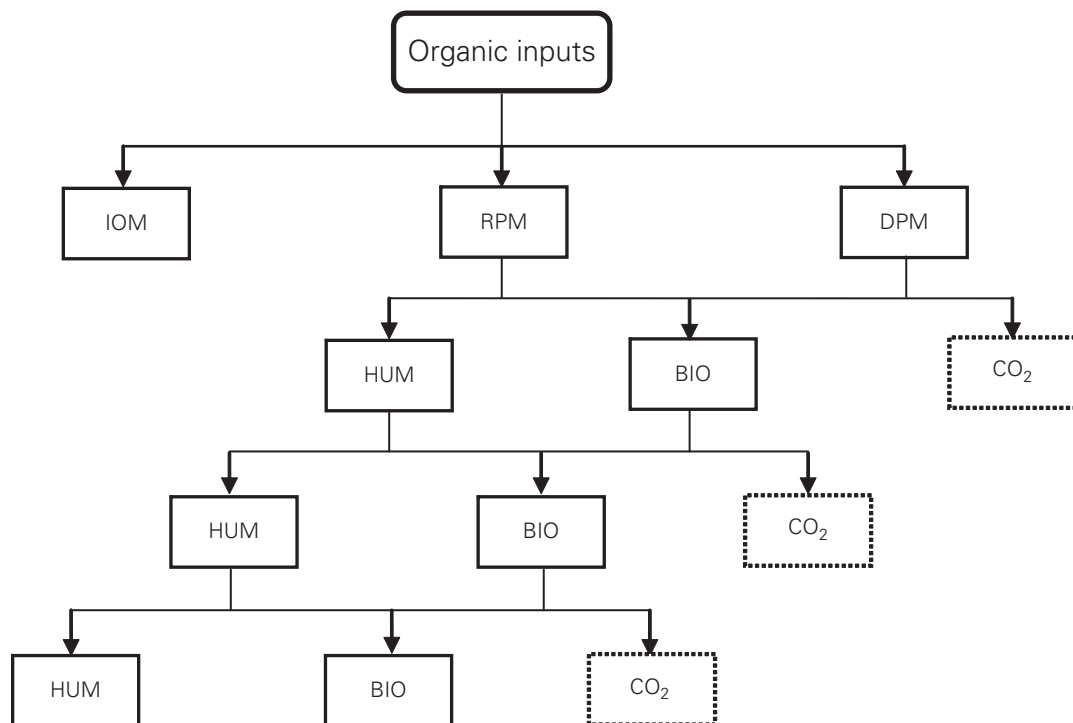 Organic inputs
IOM
RPM
DPM
HUM
BIO
CO₂
HUM
BIO
CO₂
HUM
BIO
CO₂